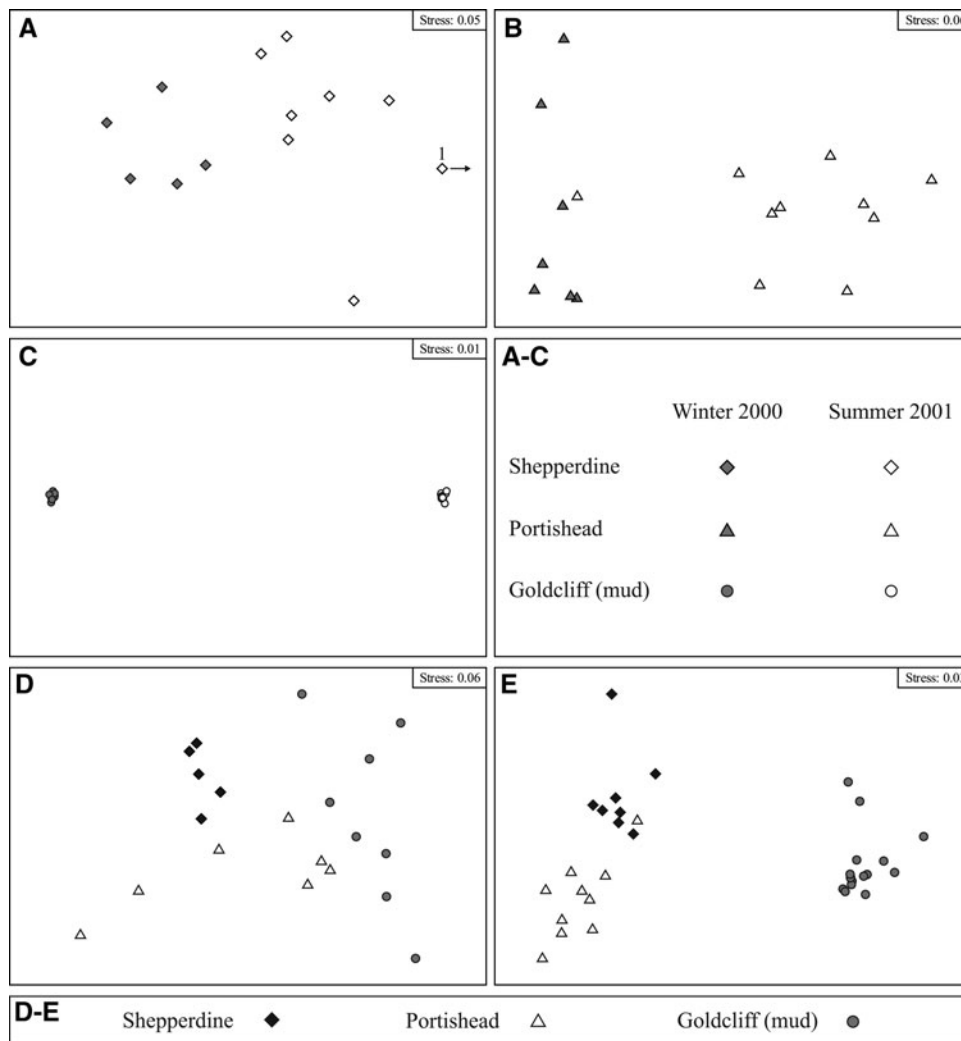 A
Stress: 0.05
1
B
C
Stress: 0.01
A-C
Winter 2000 Summer 2001
Shepperdine
Portishead
Goldcliff (mud)
D
Stress: 0.06
E
D-E
Shepperdine
Portishead
Goldcliff (mud)